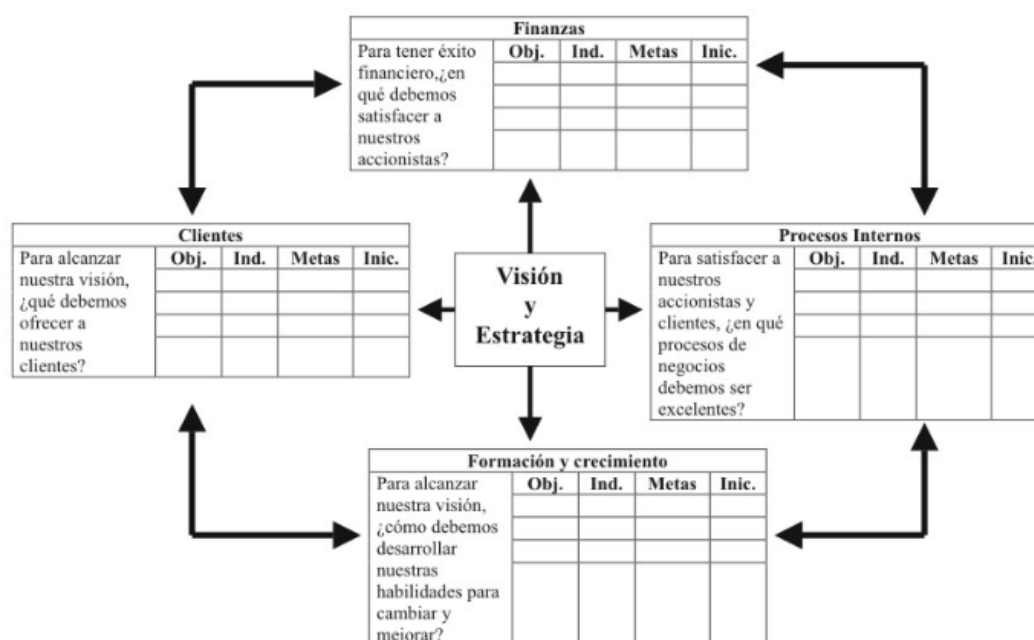 Finanzas
Para tener éxito
financiero,¿en
qué debemos
satisfacer a
nuestros
accionistas?
Obj. Ind. Metas Inic.
Clientes
Para alcanzar
nuestra visión,
¿qué debemos
ofrecer a
nuestros
clientes?
Obj. Ind. Metas Inic.
Visión
y
Estrategia
Procesos Internos
Para satisfacer a
nuestros
accionistas y
clientes, ¿en qué
procesos de
negocios
debemos ser
excelentes?
Obj. Ind. Metas Inic.
Formación y crecimiento
Para alcanzar
nuestra visión,
¿cómo debemos
desarrollar
nuestras
habilidades para
cambiar y
mejorar?
Obj. Ind. Metas Inic.